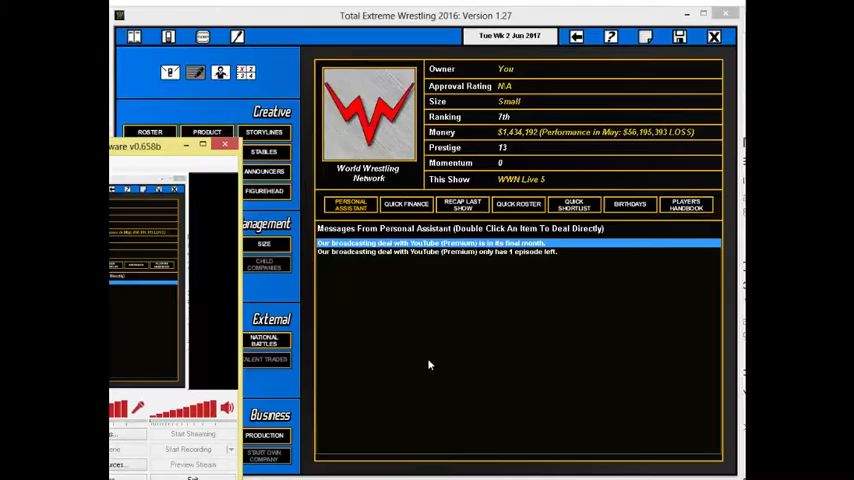 Total Extreme Wrestling 2016: Version 1.27
Tue Wk 2 Jun 2017
Creative
ROSTER
PRODUCT
STORYLINES
STABLES
ANNOUNCERS
FIGUREHEAD
ware v0.658b
anagement
SIZE
CHILD
COMPANIES
External
NATIONAL
BATTLES
ALENT TRADES
Business
PRODUCTION
START OWN
COMPANY
Start Streaming
Start Recording
Preview Stream
World Wrestling
Network
Owner You
Approval Rating N\A
Size Small
Ranking 7th
Money $1,434,192 (Performance in May: $56,195,393 LOSS)
Prestige 13
Momentum 0
This Show WWN Live 5
PERSONAL
ASSISTANT
QUICK FINANCE
RECAP LAST
SHOW
QUICK ROSTER
QUICK
SHORTLIST
BIRTHDAYS
PLAYER'S
HANDBOOK
Messages From Personal Assistant (Double Click An Item To Deal Directly)
Our broadcasting deal with YouTube (Premium) is in its final month.
Our broadcasting deal with YouTube (Premium) only has 1 episode left.